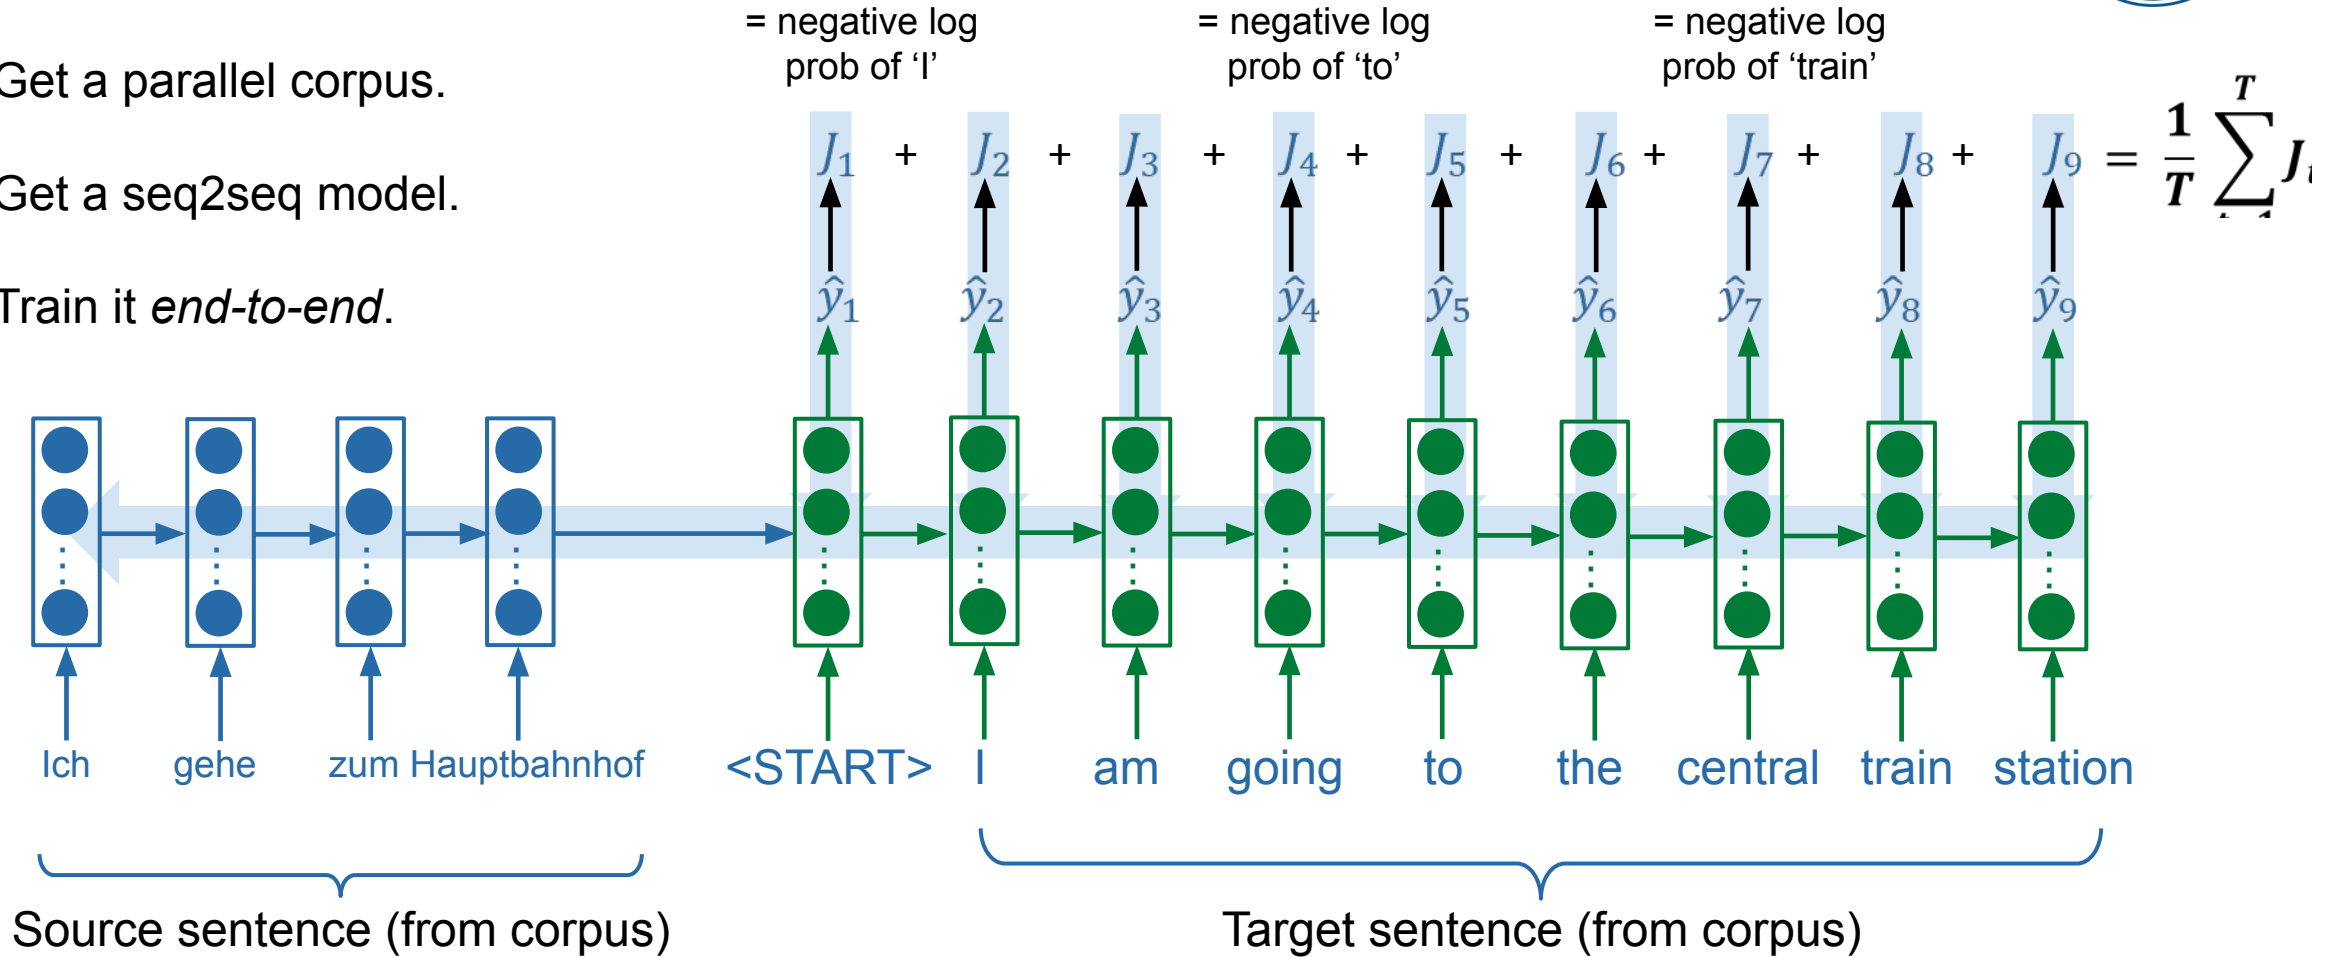 = negative log = negative log = negative log
prob of ‘I’ prob of ‘to’ prob of ‘train’
Get a parallel corpus.
Get a seq2seq model.
Train it end-to-end.
J₁ + J₂ + J₃ + J₄ + J₅ + J₆ + J₇ + J₈ + J₉ = 1/T ∑ T J
ŷ₁ ŷ₂ ŷ₃ ŷ₄ ŷ₅ ŷ₆ ŷ₇ ŷ₈ ŷ₉
Ich gehe zum Hauptbahnhof <START> I am going to the central train station
Source sentence (from corpus) Target sentence (from corpus)